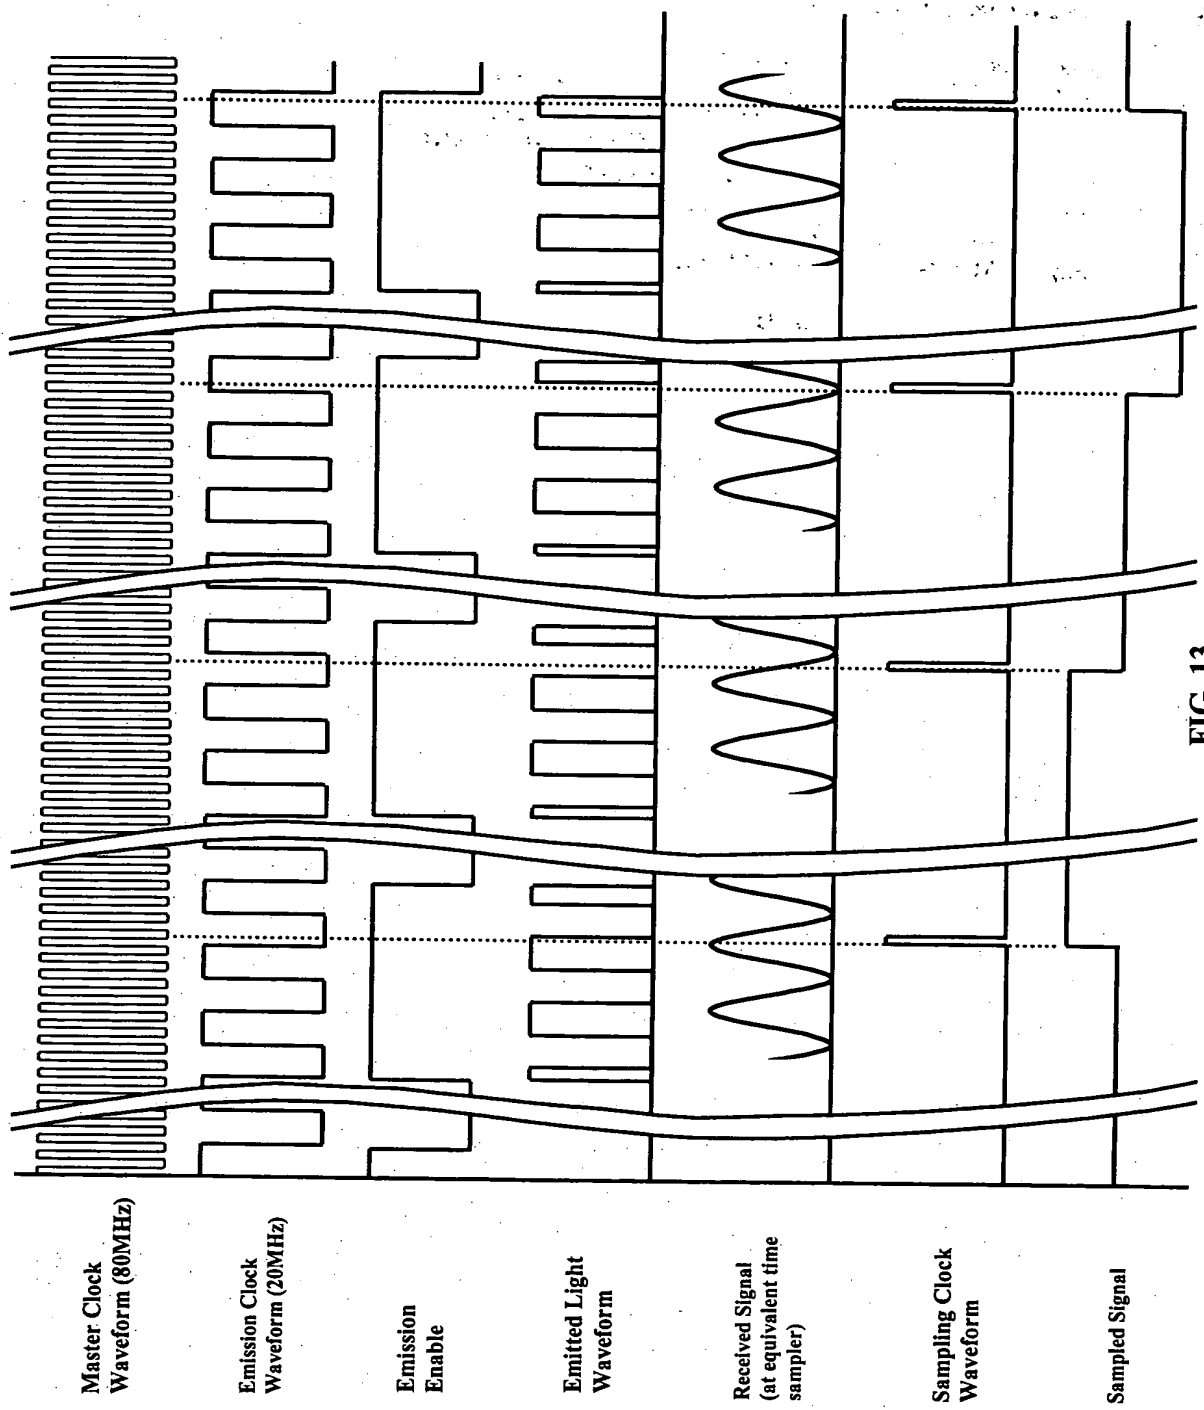 Master Clock
Waveform (80MHz)
Emission Clock
Waveform (20MHz)
Emission
Enable
Emitted Light
Waveform
Received Signal
(at equivalent time
sampler)
Sampling Clock
Waveform
Sampled Signal
FIG. 13